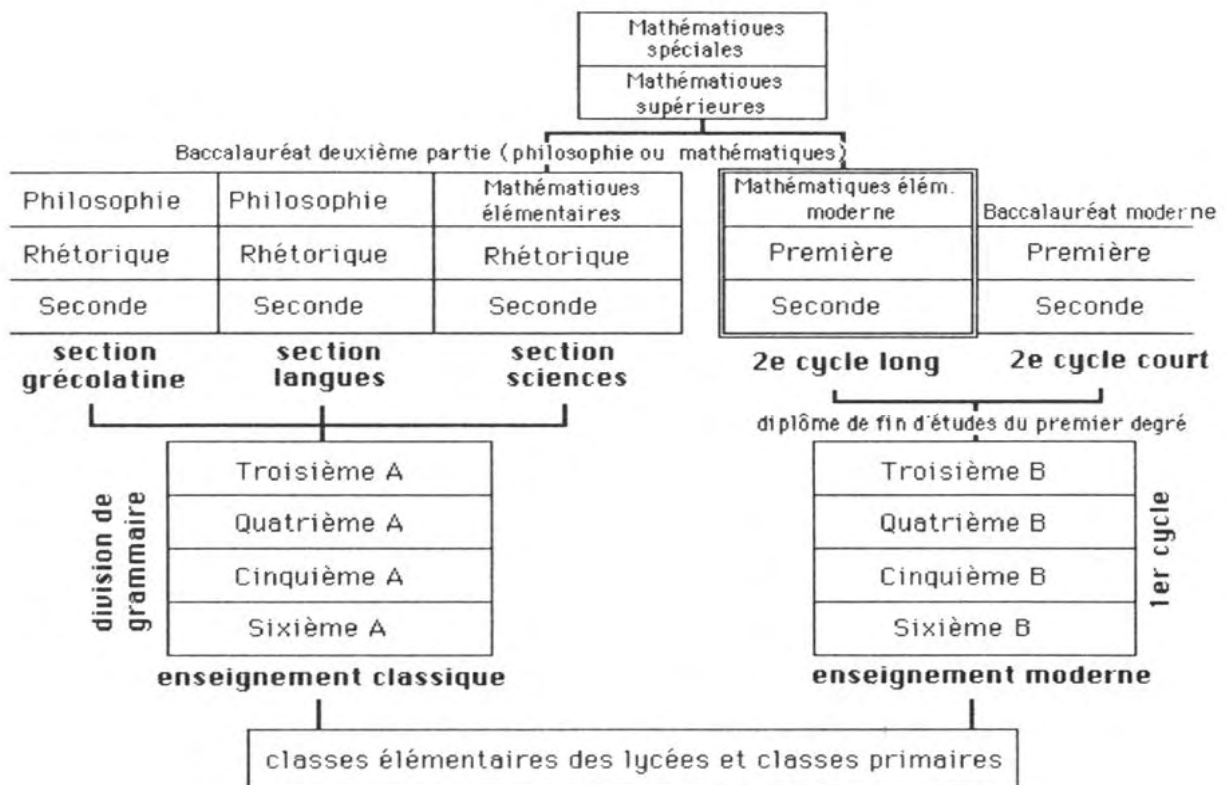 Mathématiques
spéciales
Mathématiques
supérieures
Baccalauréat deuxième partie (philosophie ou mathématiques)
Philosophie
Philosophie
Mathématiques
élémentaires
Mathématiques élém.
moderne
Baccalauréat moderne
Rhétorique
Rhétorique
Rhétorique
Première
Première
Seconde
Seconde
Seconde
Seconde
Seconde
section
grécolatine
section
langues
section
sciences
2e cycle long
2e cycle court
diplôme de fin d'études du premier degré
division de
grammaire
Troisième A
Quatrième A
Cinquième A
Sixième A
enseignement classique
Troisième B
Quatrième B
Cinquième B
Sixième B
1er cycle
enseignement moderne
classes élémentaires des lycées et classes primaires